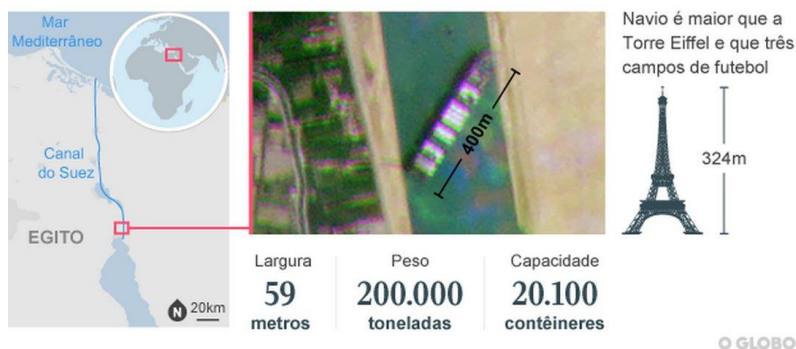 Mar
Mediterrâneo
Canal
do Suez
EGITO
N
20km
400m
Largura
59
metros
Peso
200.000
toneladas
Capacidade
20.100
contêineres
Navio é maior que a
Torre Eiffel e que três
campos de futebol
324m
O GLOBO